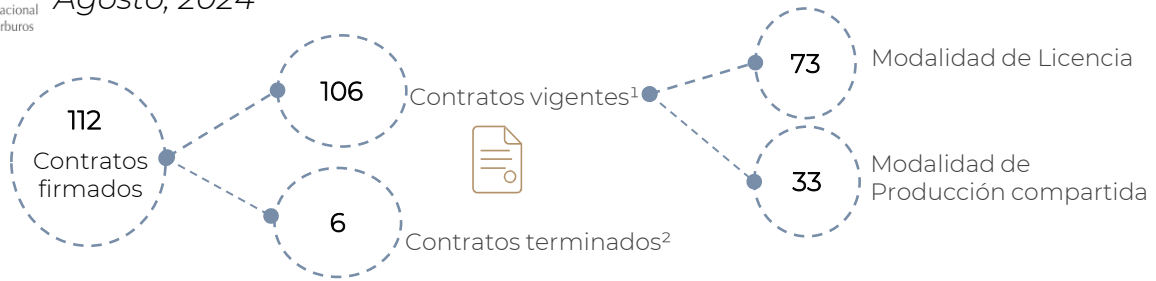 acional
rburos
Agosto, 2024
112
Contratos
firmados
106
Contratos vigentes¹
6
Contratos terminados²
73
Modalidad de Licencia
33
Modalidad de
Producción compartida